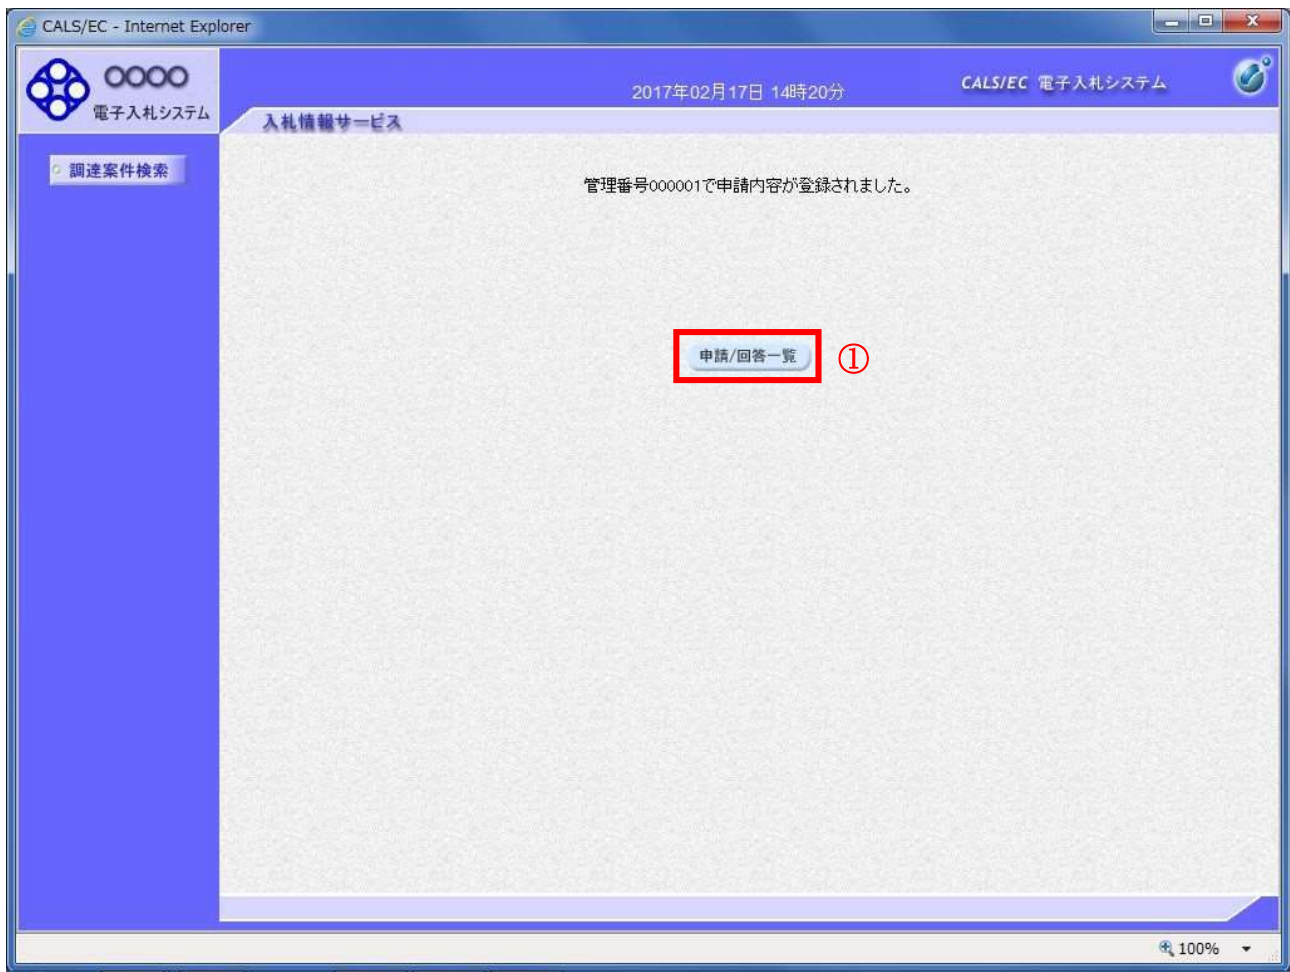 CALS/EC - Internet Explorer
〇〇〇〇
電子入札システム
2017年02月17日 14時20分
CALS/EC 電子入札システム
入札情報サービス
調達案件検索
管理番号000001で申請内容が登録されました。
申請/回答一覧
①
100%